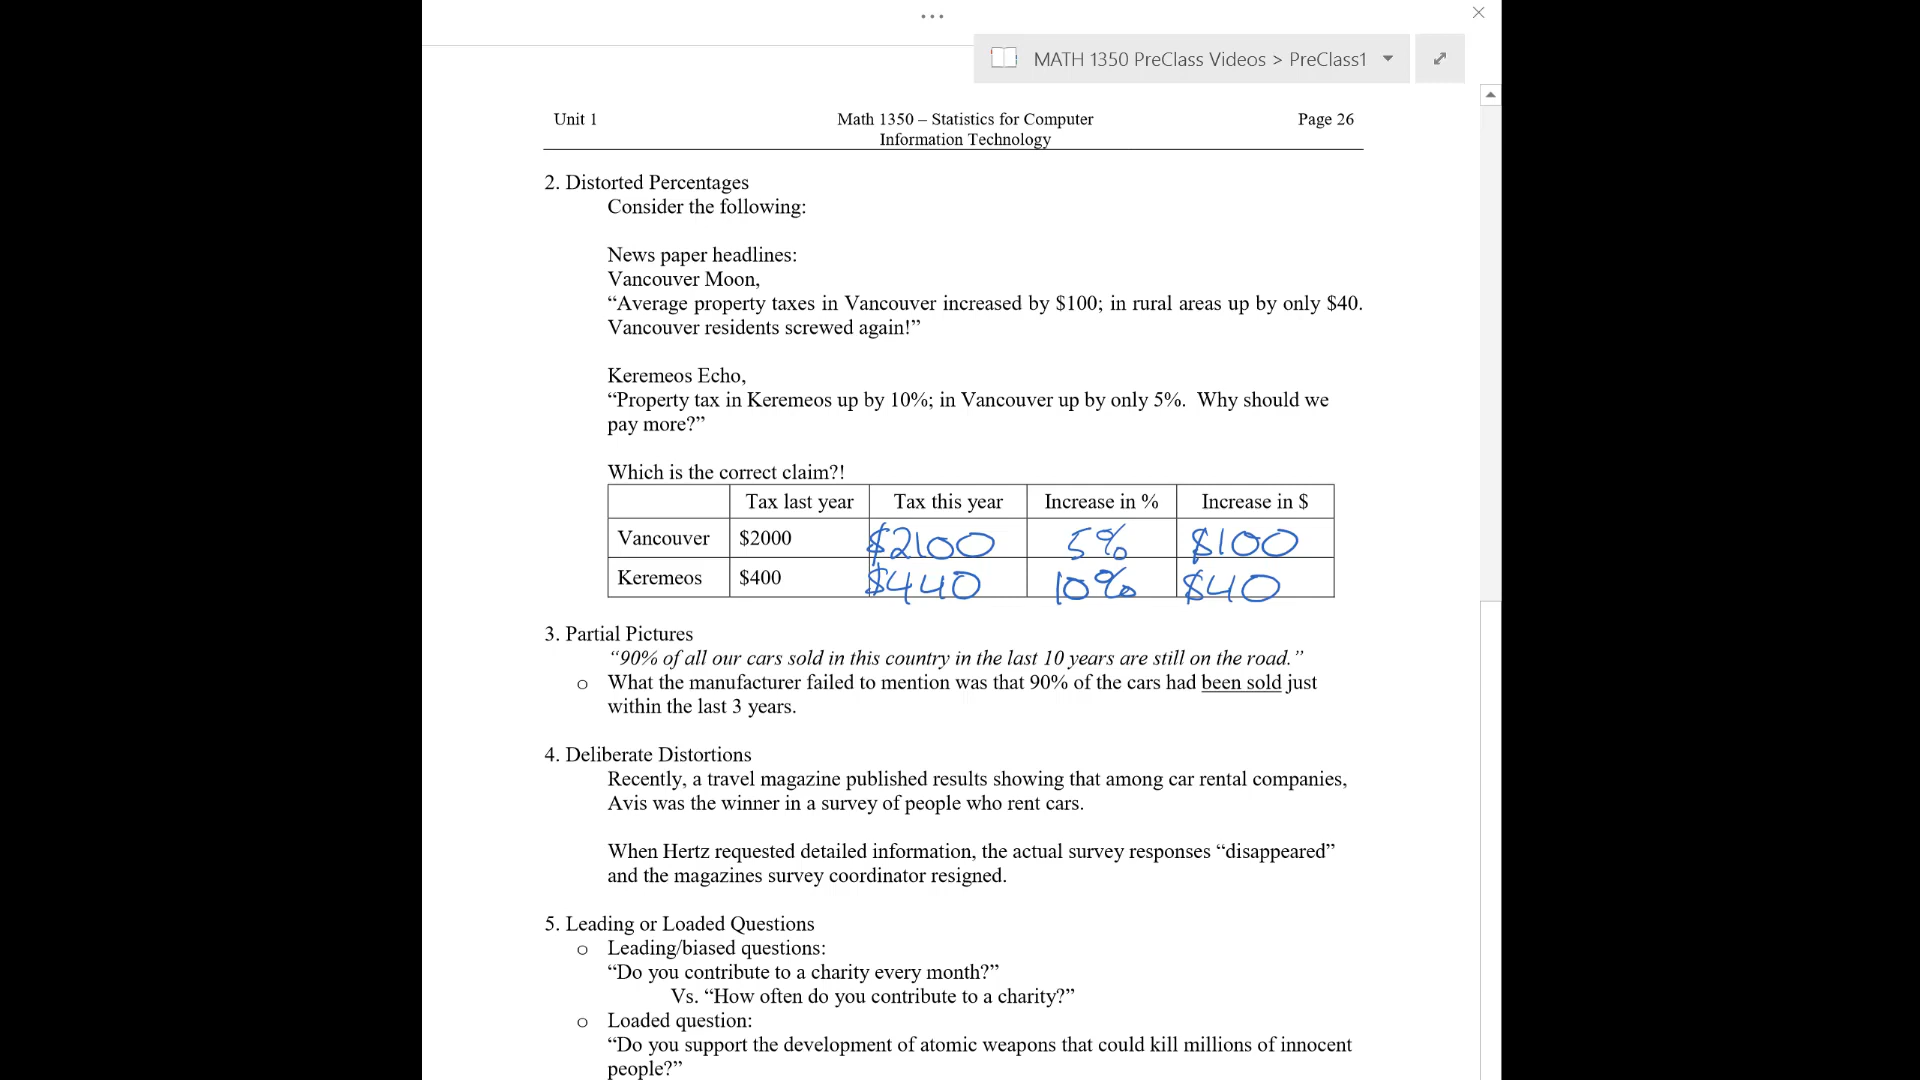 MATH 1350 PreClass Videos > PreClass1
Unit 1 Math 1350 – Statistics for Computer Page 26
Information Technology
2. Distorted Percentages
Consider the following:
News paper headlines:
Vancouver Moon,
“Average property taxes in Vancouver increased by $100; in rural areas up by only $40.
Vancouver residents screwed again!”
Keremeos Echo,
“Property tax in Keremeos up by 10%; in Vancouver up by only 5%. Why should we
pay more?”
Which is the correct claim?!
Tax last year Tax this year Increase in % Increase in $
Vancouver $2000 $2100 5% $100
Keremeos $400 $440 10% $40
3. Partial Pictures
“90% of all our cars sold in this country in the last 10 years are still on the road.”
o What the manufacturer failed to mention was that 90% of the cars had been sold just
within the last 3 years.
4. Deliberate Distortions
Recently, a travel magazine published results showing that among car rental companies,
Avis was the winner in a survey of people who rent cars.
When Hertz requested detailed information, the actual survey responses “disappeared”
and the magazines survey coordinator resigned.
5. Leading or Loaded Questions
o Leading/biased questions:
“Do you contribute to a charity every month?”
Vs. “How often do you contribute to a charity?”
o Loaded question:
“Do you support the development of atomic weapons that could kill millions of innocent
people?”